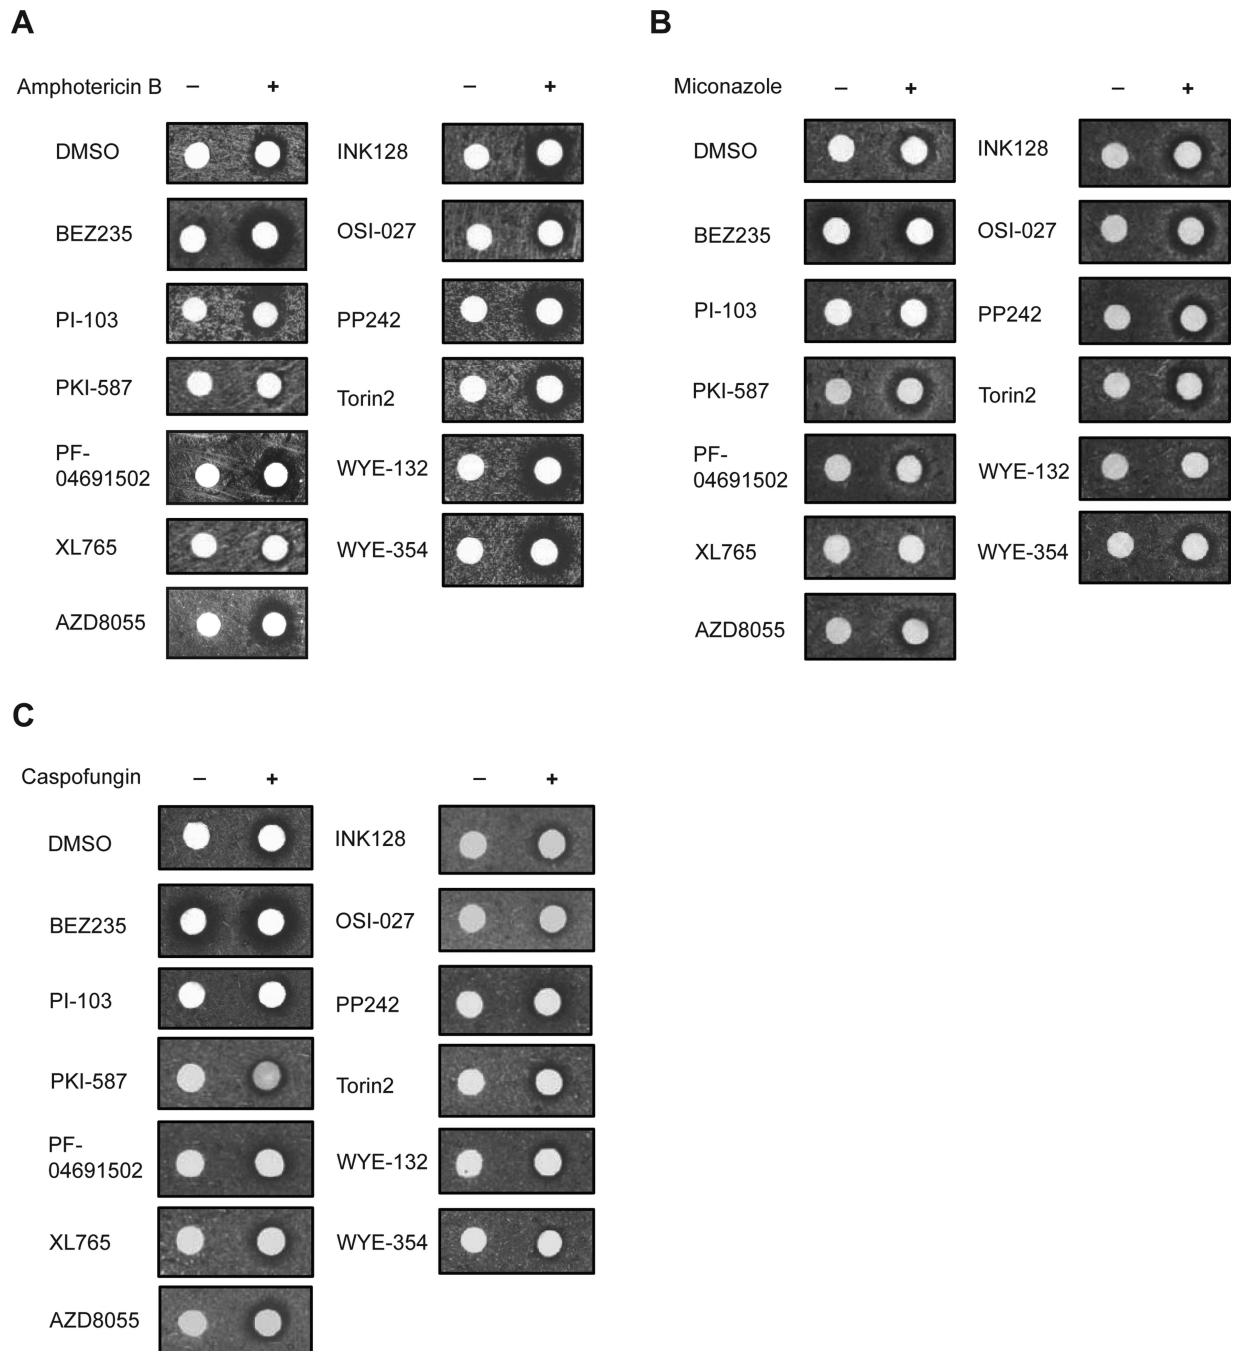 A
Amphotericin B – + – +
DMSO
BEZ235
PI-103
PKI-587
PF-
04691502
XL765
AZD8055
INK128
OSI-027
PP242
Torin2
WYE-132
WYE-354
B
Miconazole – + – +
DMSO
BEZ235
PI-103
PKI-587
PF-
04691502
XL765
AZD8055
INK128
OSI-027
PP242
Torin2
WYE-132
WYE-354
C
Caspofungin – + – +
DMSO
BEZ235
PI-103
PKI-587
PF-
04691502
XL765
AZD8055
INK128
OSI-027
PP242
Torin2
WYE-132
WYE-354